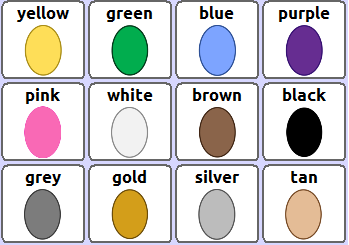 yellow green blue purple
pink white brown black
grey gold silver tan